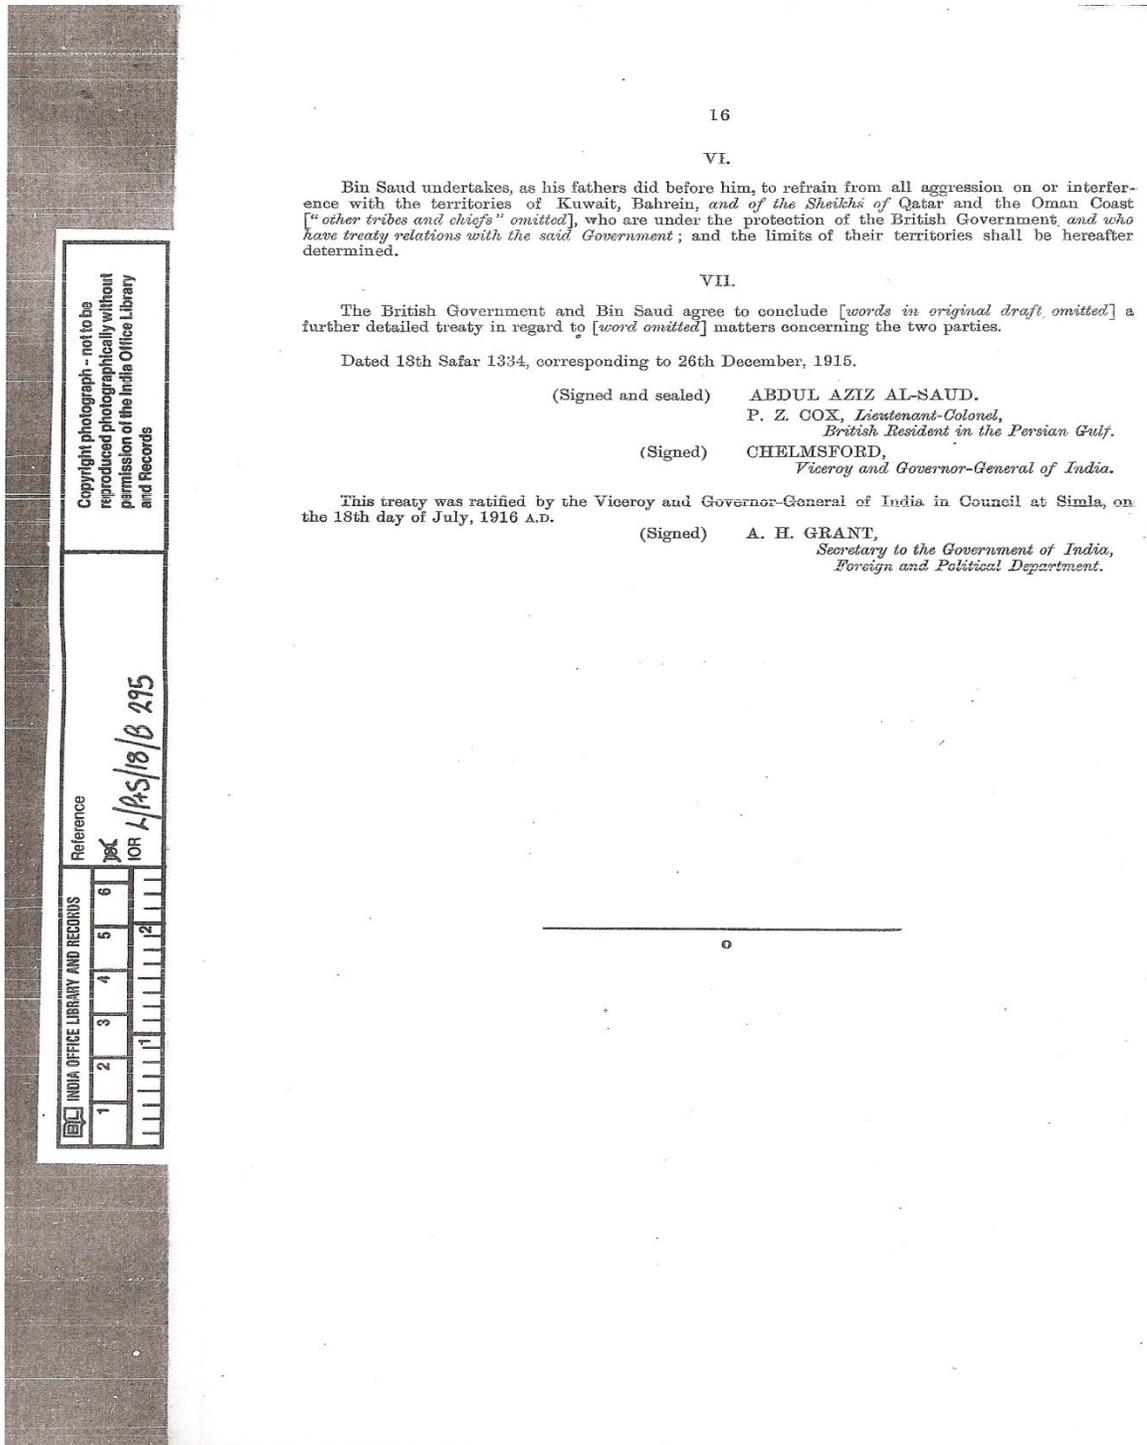 16
VI.
Bin Saud undertakes, as his fathers did before him, to refrain from all aggression on or interfer-
ence with the territories of Kuwait, Bahrein, and of the Sheikhs of Qatar and the Oman Coast
[“other tribes and chiefs” omitted], who are under the protection of the British Government and who
have treaty relations with the said Government; and the limits of their territories shall be hereafter
determined.
VII.
The British Government and Bin Saud agree to conclude [words in original draft omitted] a
further detailed treaty in regard to [word omitted] matters concerning the two parties.
Dated 18th Safar 1334, corresponding to 26th December, 1915.
(Signed and sealed) ABDUL AZIZ AL-SAUD.
P. Z. COX, Lieutenant-Colonel,
British Resident in the Persian Gulf.
(Signed) CHELMSFORD,
Viceroy and Governor-General of India.
This treaty was ratified by the Viceroy and Governor-General of India in Council at Simla, on
the 18th day of July, 1916 A.D.
(Signed) A. H. GRANT,
Secretary to the Government of India,
Foreign and Political Department.
Copyright photograph - not to be
reproduced photographically without
permission of the India Office Library
and Records
Reference
IOR L/P&S/18/B 295
BL INDIA OFFICE LIBRARY AND RECORDS
1 2 3 4 5 6
1 2